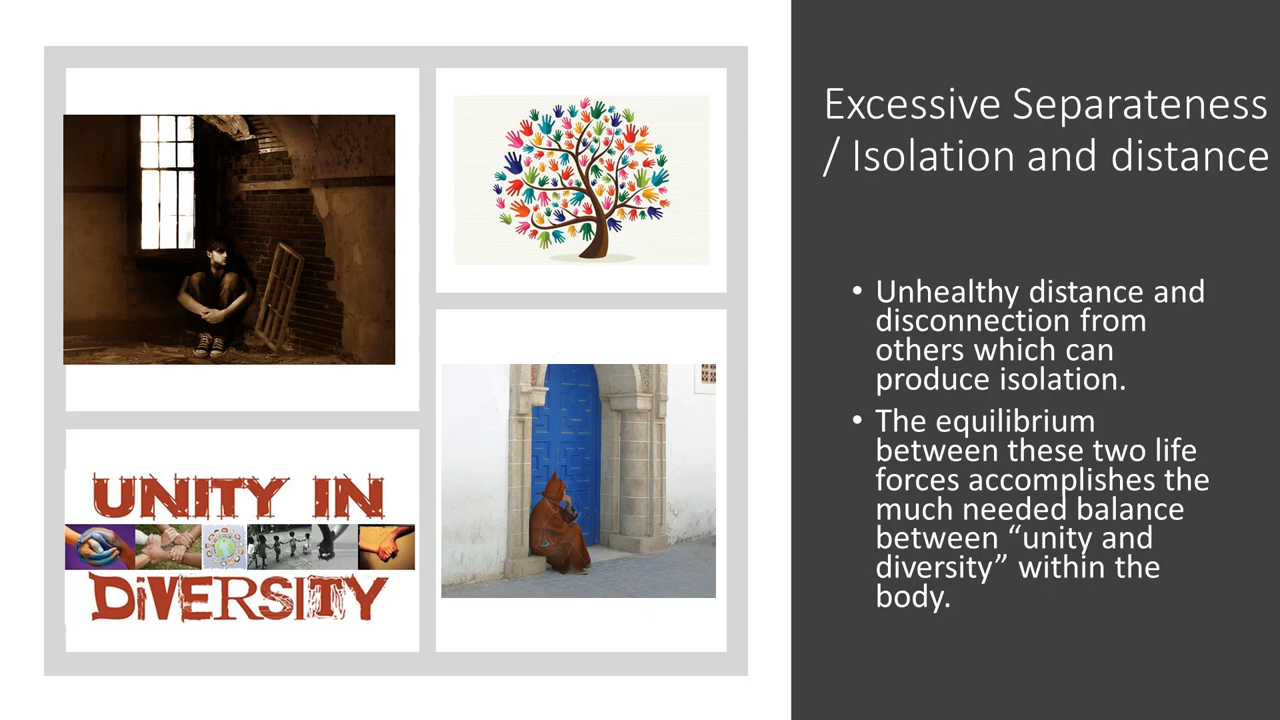 Excessive Separateness
/ Isolation and distance
• Unhealthy distance and
disconnection from
others which can
produce isolation.
• The equilibrium
between these two life
forces accomplishes the
much needed balance
between “unity and
diversity” within the
body.
UNITY IN
DiVERSITY